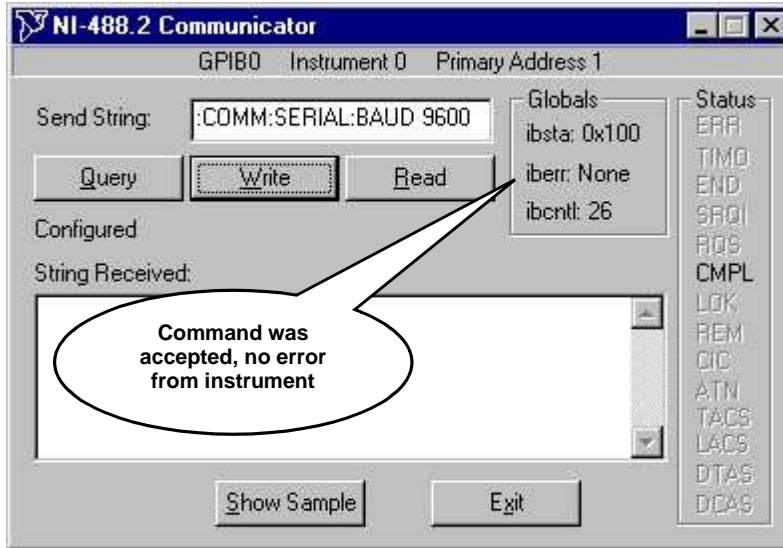 NI-488.2 Communicator
GPIB0 Instrument 0 Primary Address 1
Send String:
:COMM:SERIAL:BAUD 9600
Query
Write
Read
Configured
String Received:
Command was
accepted, no error
from instrument
Show Sample
Exit
Globals
ibsta: 0x100
iberr: None
ibcntl: 26
Status
ERR
TIMO
END
SRQI
RQS
CMPL
LOK
REM
CIC
ATN
TACS
LACS
DTAS
DCAS